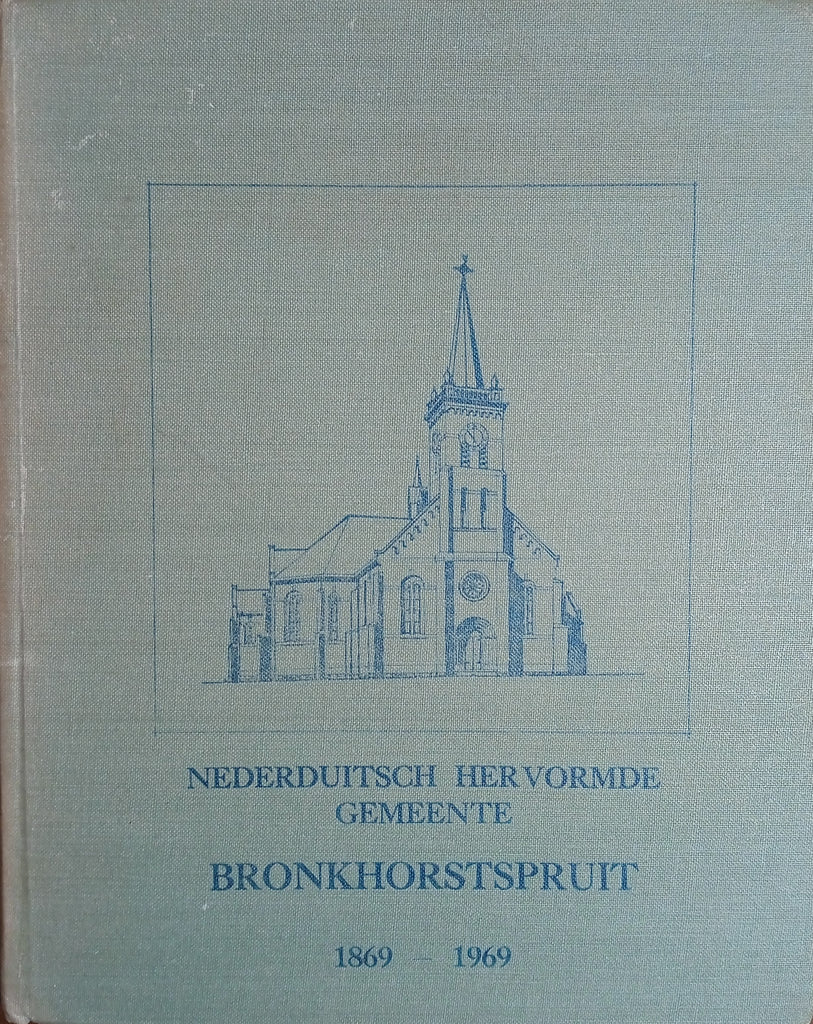 NEDERDUITSCH HERVORMDE
GEMEENTE
BRONKHORSTSPRUIT
1869 – 1969